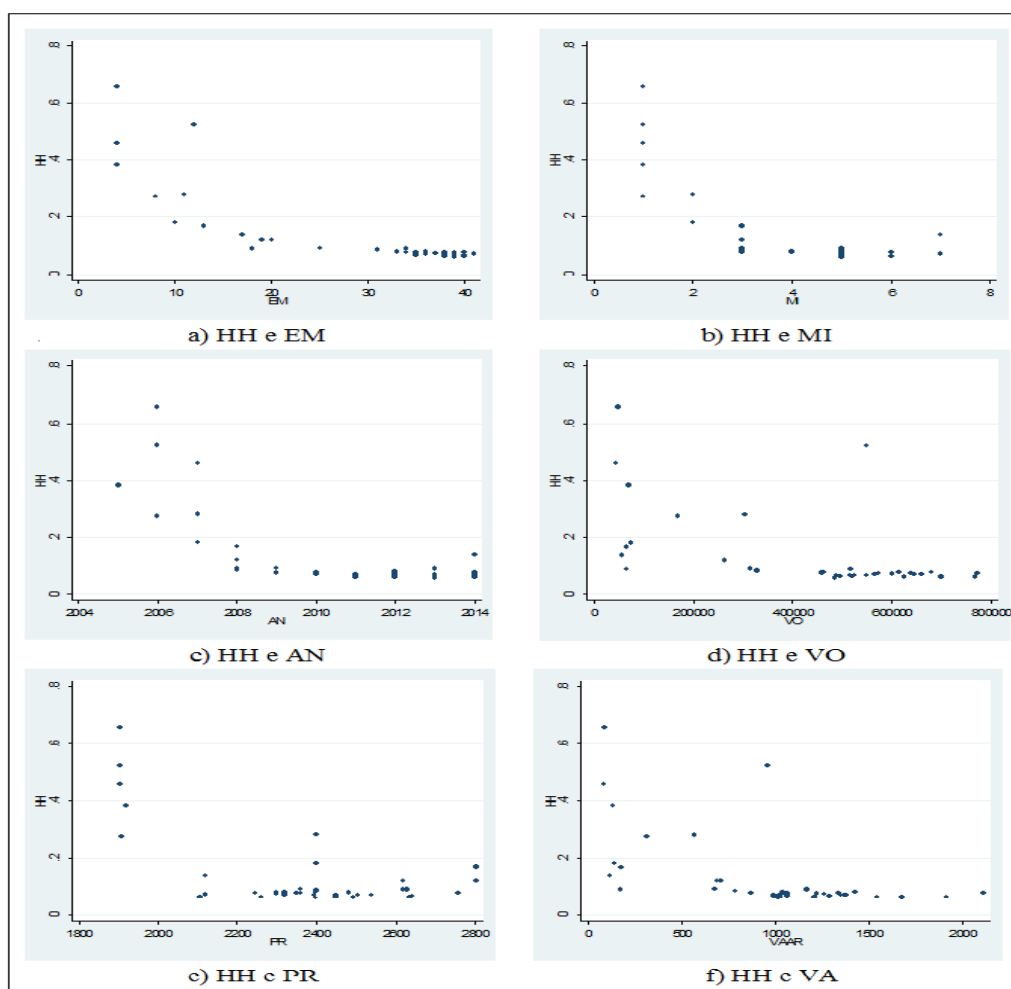 .8 .8
.6 .6
HH .4 HH .4
.2 .2
0 0
0 10 20 30 40 0 2 4 6 8
EM MI
a) HH e EM b) HH e MI
.8 .8
.6 .6
HH .4 HH .4
.2 .2
0 0
2004 2006 2008 2010 2012 2014 0 200000 400000 600000 800000
AN VO
c) HH e AN d) HH e VO
.8 .8
.6 .6
HH .4 HH .4
.2 .2
0 0
1800 2000 2200 2400 2600 2800 0 500 1000 1500 2000
PR VAAR
e) HH e PR f) HH e VA